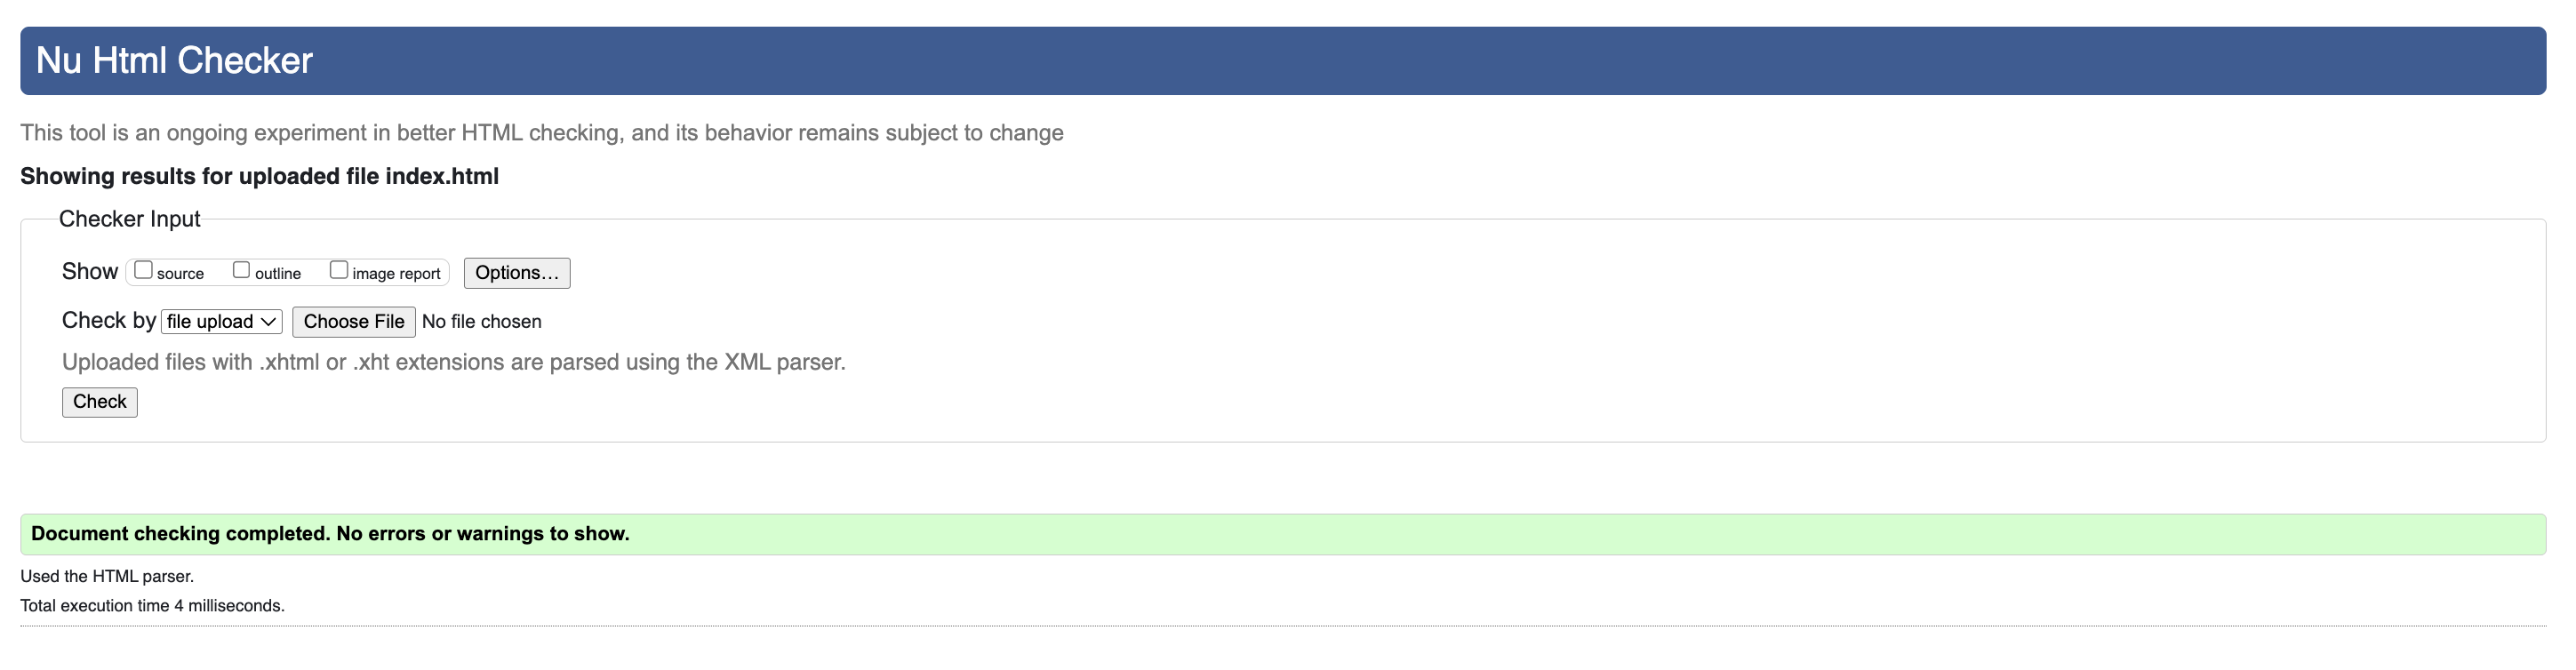 Nu Html Checker
This tool is an ongoing experiment in better HTML checking, and its behavior remains subject to change
Showing results for uploaded file index.html
Checker Input
Show source outline image report Options...
Check by file upload Choose File No file chosen
Uploaded files with .xhtml or .xht extensions are parsed using the XML parser.
Check
Document checking completed. No errors or warnings to show.
Used the HTML parser.
Total execution time 4 milliseconds.